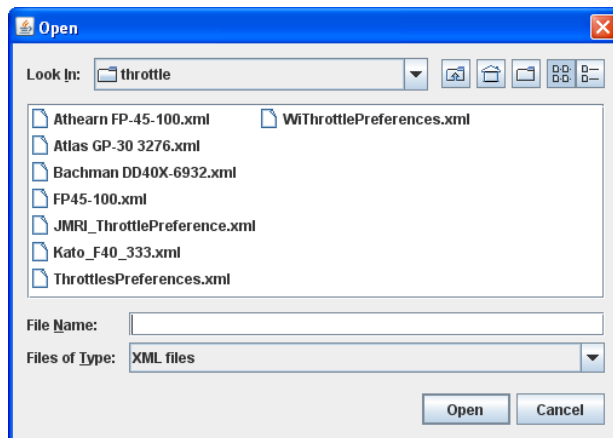 Open
Look In: throttle
Athearn FP-45-100.xml
Atlas GP-30 3276.xml
Bachman DD40X-6932.xml
FP45-100.xml
JMRI_ThrottlePreference.xml
Kato_F40_333.xml
ThrottlesPreferences.xml
WiThrottlePreferences.xml
File Name:
Files of Type: XML files
Open Cancel